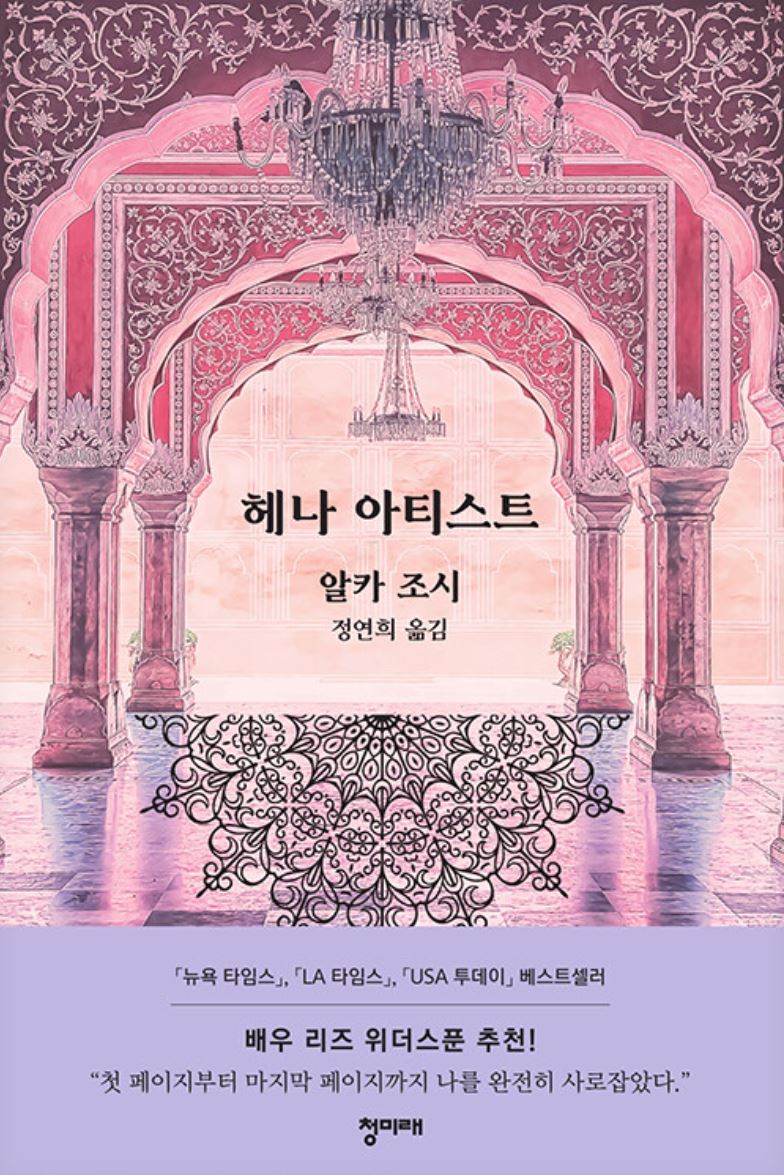 헤나 아티스트
알카 조시
정연희 옮김
「뉴욕 타임스」, 「LA 타임스」, 「USA 투데이」 베스트셀러
배우 리즈 위더스푼 추천!
“첫 페이지부터 마지막 페이지까지 나를 완전히 사로잡았다.”
청미래